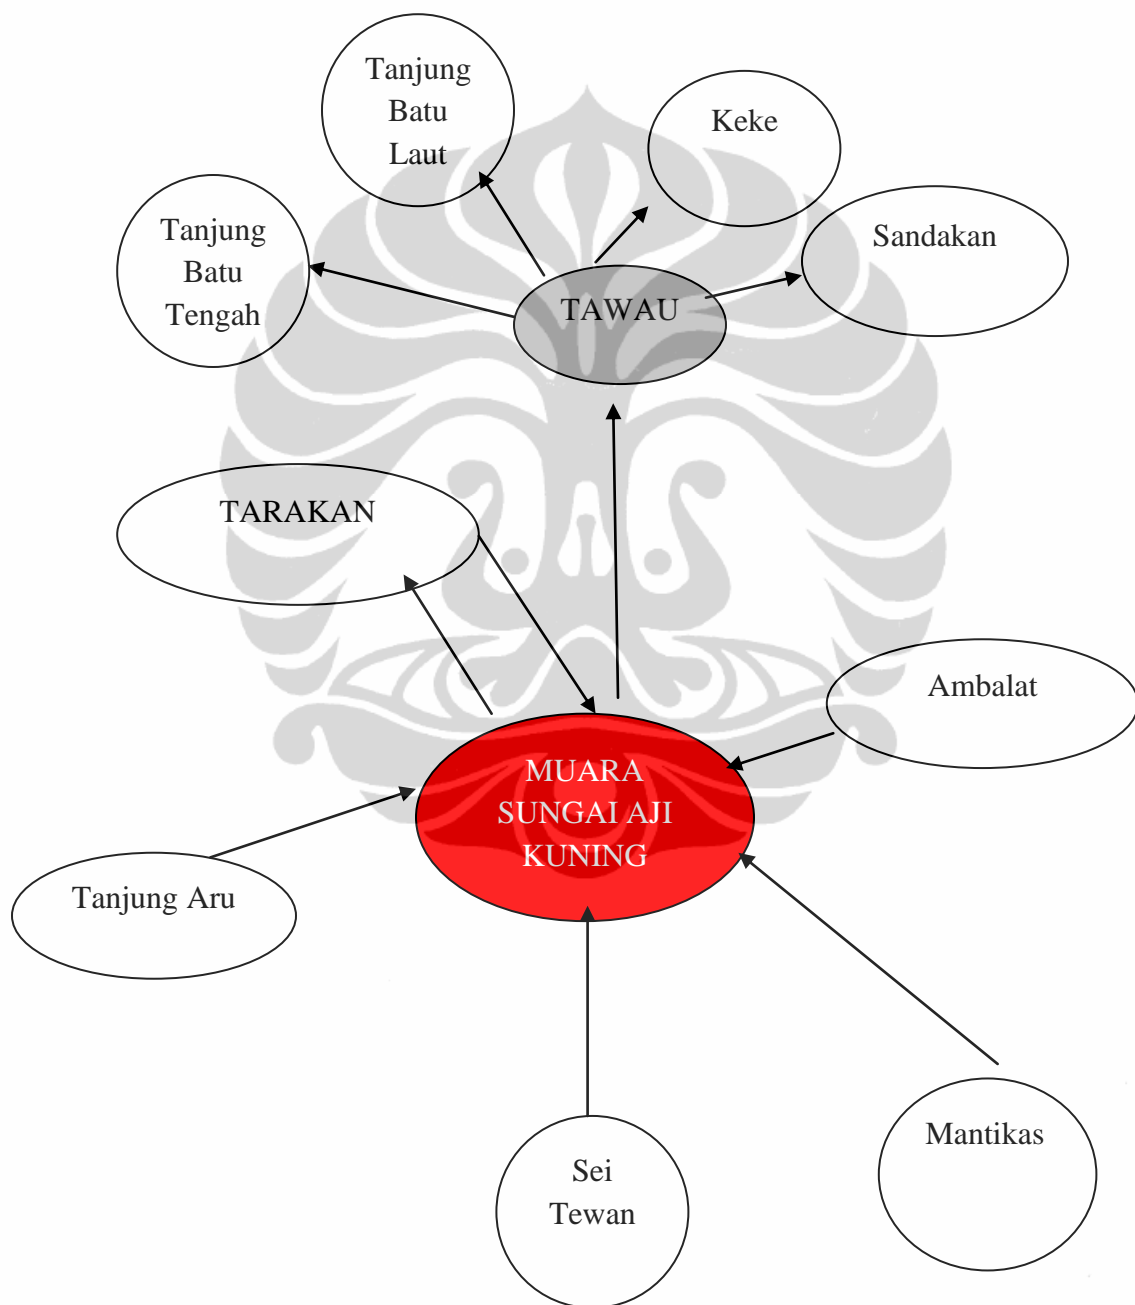 Tanjung
Batu
Laut
Keke
Tanjung
Batu
Tengah
Sandakan
TAWAU
TARAKAN
Ambalat
MUARA
SUNGAI AJI
KUNING
Tanjung Aru
Mantikas
Sei
Tewan